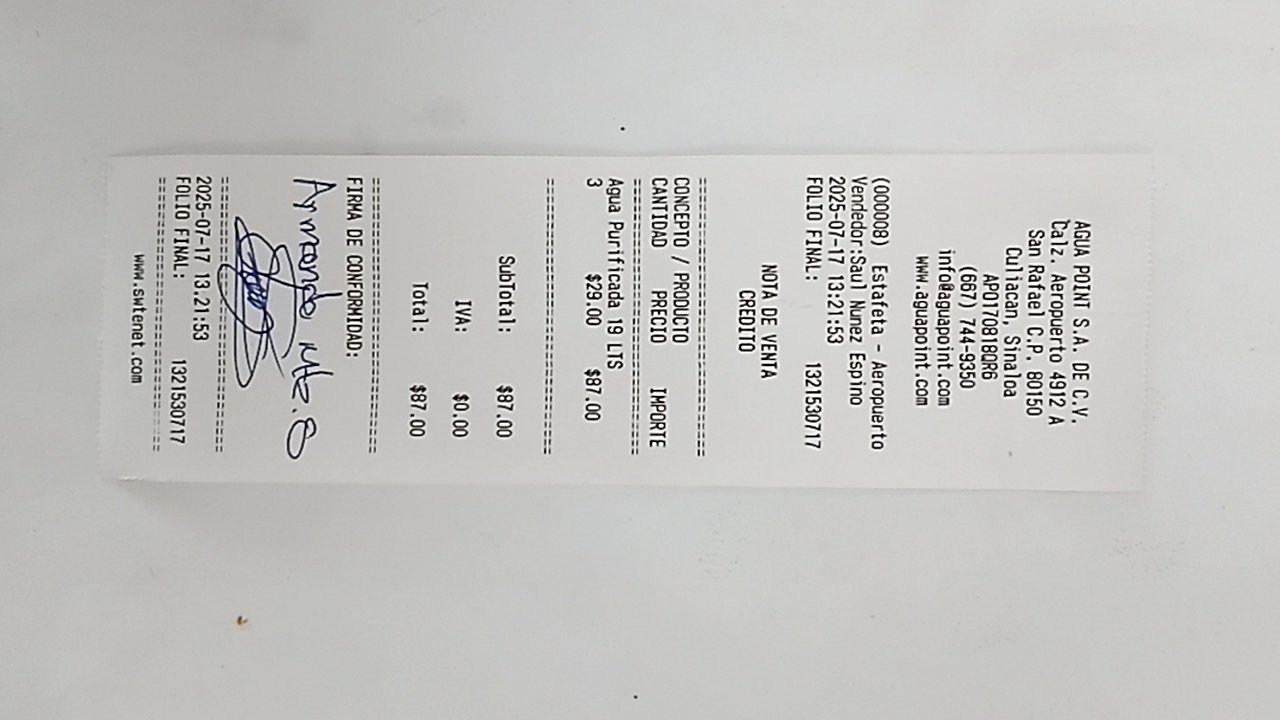 AGUA POINT S.A. DE C.V.
Calz. Aeropuerto 4912 A
San Rafael C.P. 80150
Culiacan, Sinaloa
APO170818QR6
(667) 744-9350
info@aguapoint.com
www.aguapoint.com
(000008) . Estafeta - Aeropuerto
Vendedor:Saul Nunez Espino
2025-07-17 13:21:53
FOLIO FINAL: 1321530717
NOTA DE VENTA
CREDITO
================================
CONCEPTO / PRODUCTO
CANTIDAD PRECIO IMPORTE
================================
Agua Purificada 19 LTS
3 $29.00 $87.00
================================
SubTotal: $87.00
IVA: $0.00
Total: $87.00
================================
FIRMA DE CONFORMIDAD:
Armando
================================
2025-07-17 13.21:53
FOLIO FINAL: 1321530717
================================
www.swtenet.com